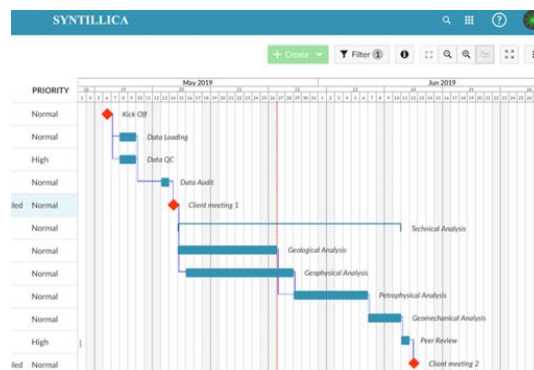 SYNTILLICA
+ Create
Filter 1
May 2019
Jun 2019
PRIORITY
Normal
Kick Off
Normal
Data Loading
High
Data QC
Normal
Data Audit
led Normal
Client meeting 1
Normal
Technical Analysis
Normal
Geological Analysis
Normal
Geophysical Analysis
Normal
Petrophysical Analysis
Normal
Geomechanical Analysis
High
Peer Review
led Normal
Client meeting 2